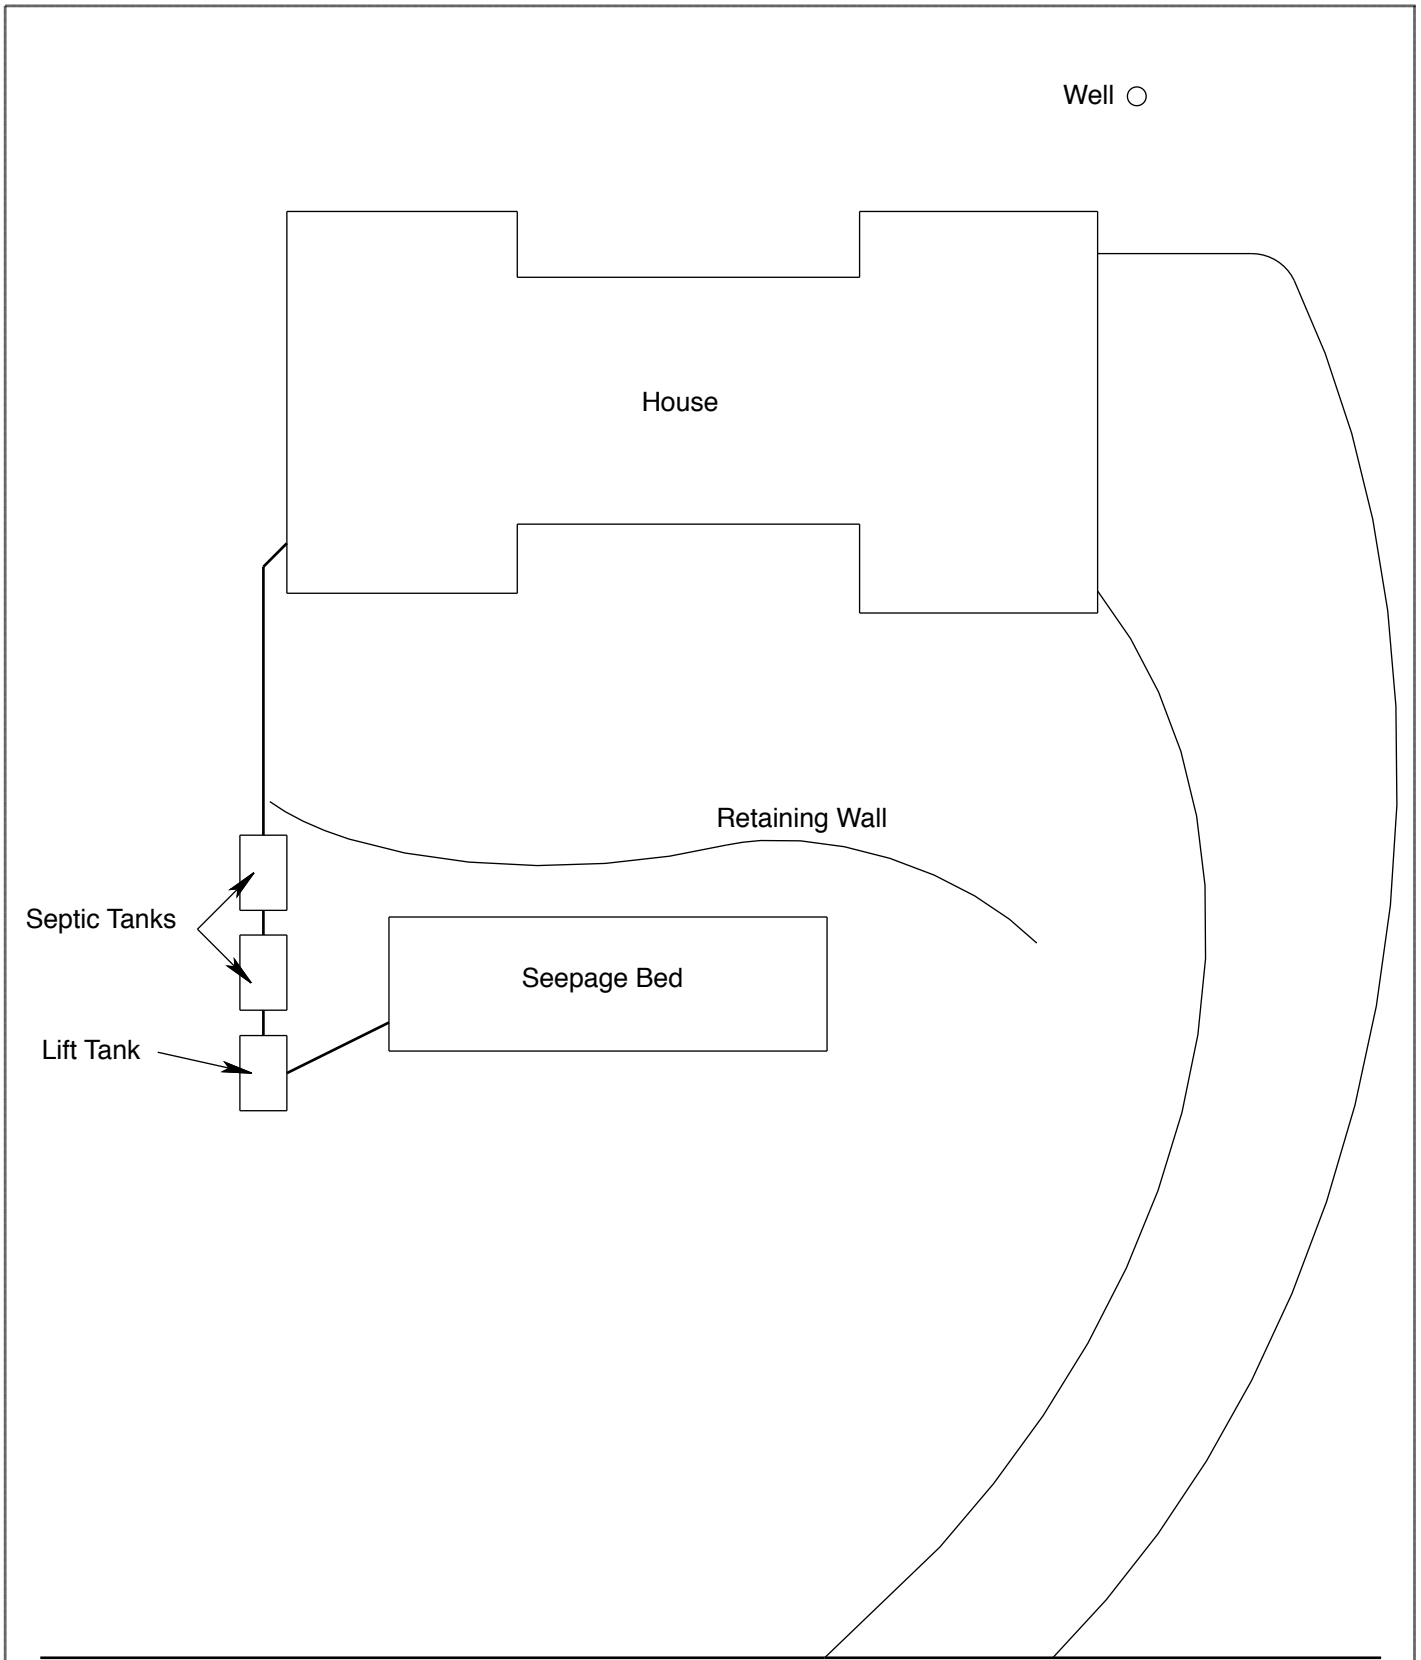 Well
House
Retaining Wall
Septic Tanks
Seepage Bed
Lift Tank